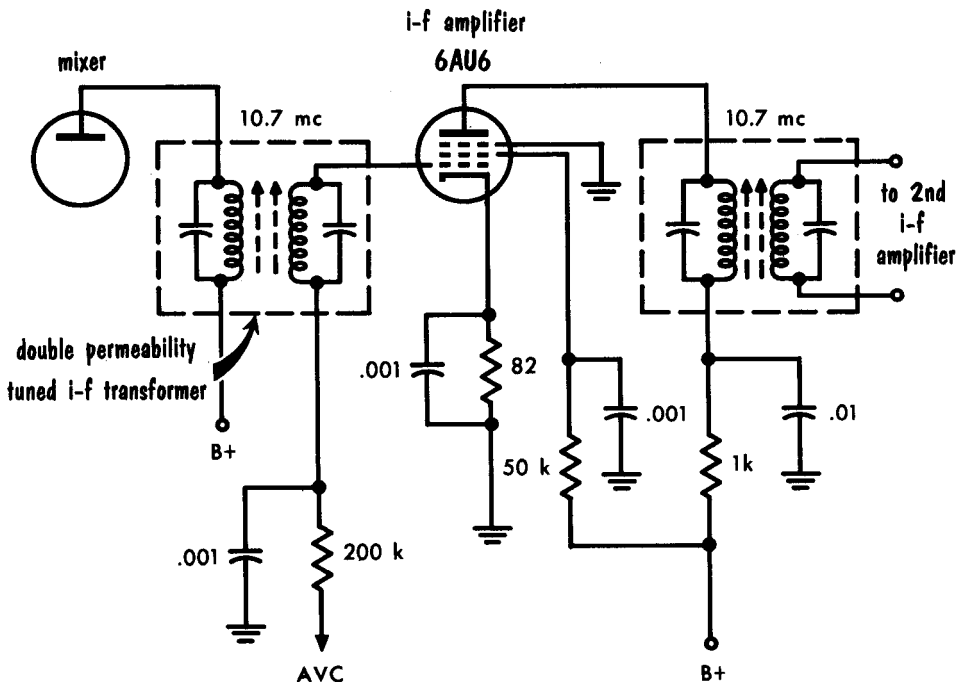 i-f amplifier
6AU6
mixer
10.7 mc
10.7 mc
to 2nd
i-f
amplifier
double permeability
tuned i-f transformer
B+
.001
82
.001
.01
50 k
1k
.001
200 k
AVC
B+